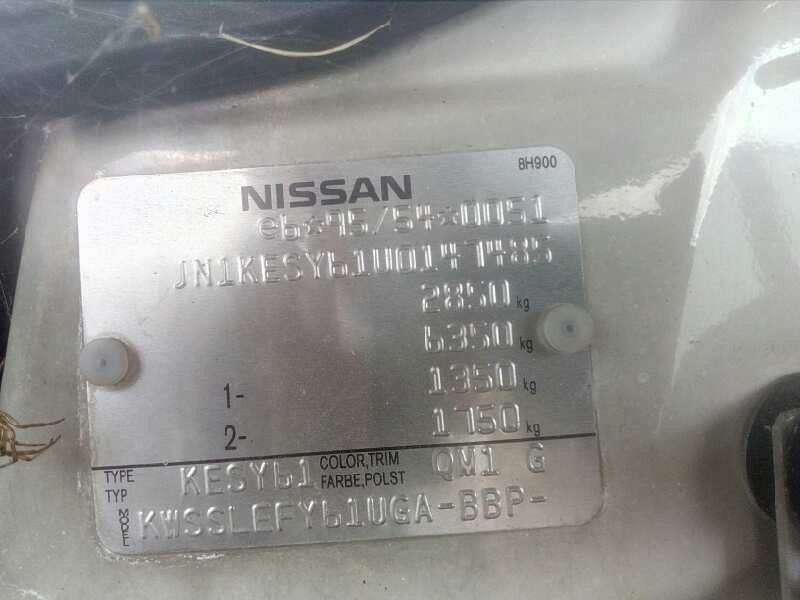 8H900
NISSAN
e6*95/54*0051
JN1KESY61U0147485
2850 kg
6350 kg
1- 1350 kg
2- 1750 kg
TYPE TYP KESY61 COLOR,TRIM FARBE,POLST QM1 G
MODEL KWSSLEFY61UGA-BBP-